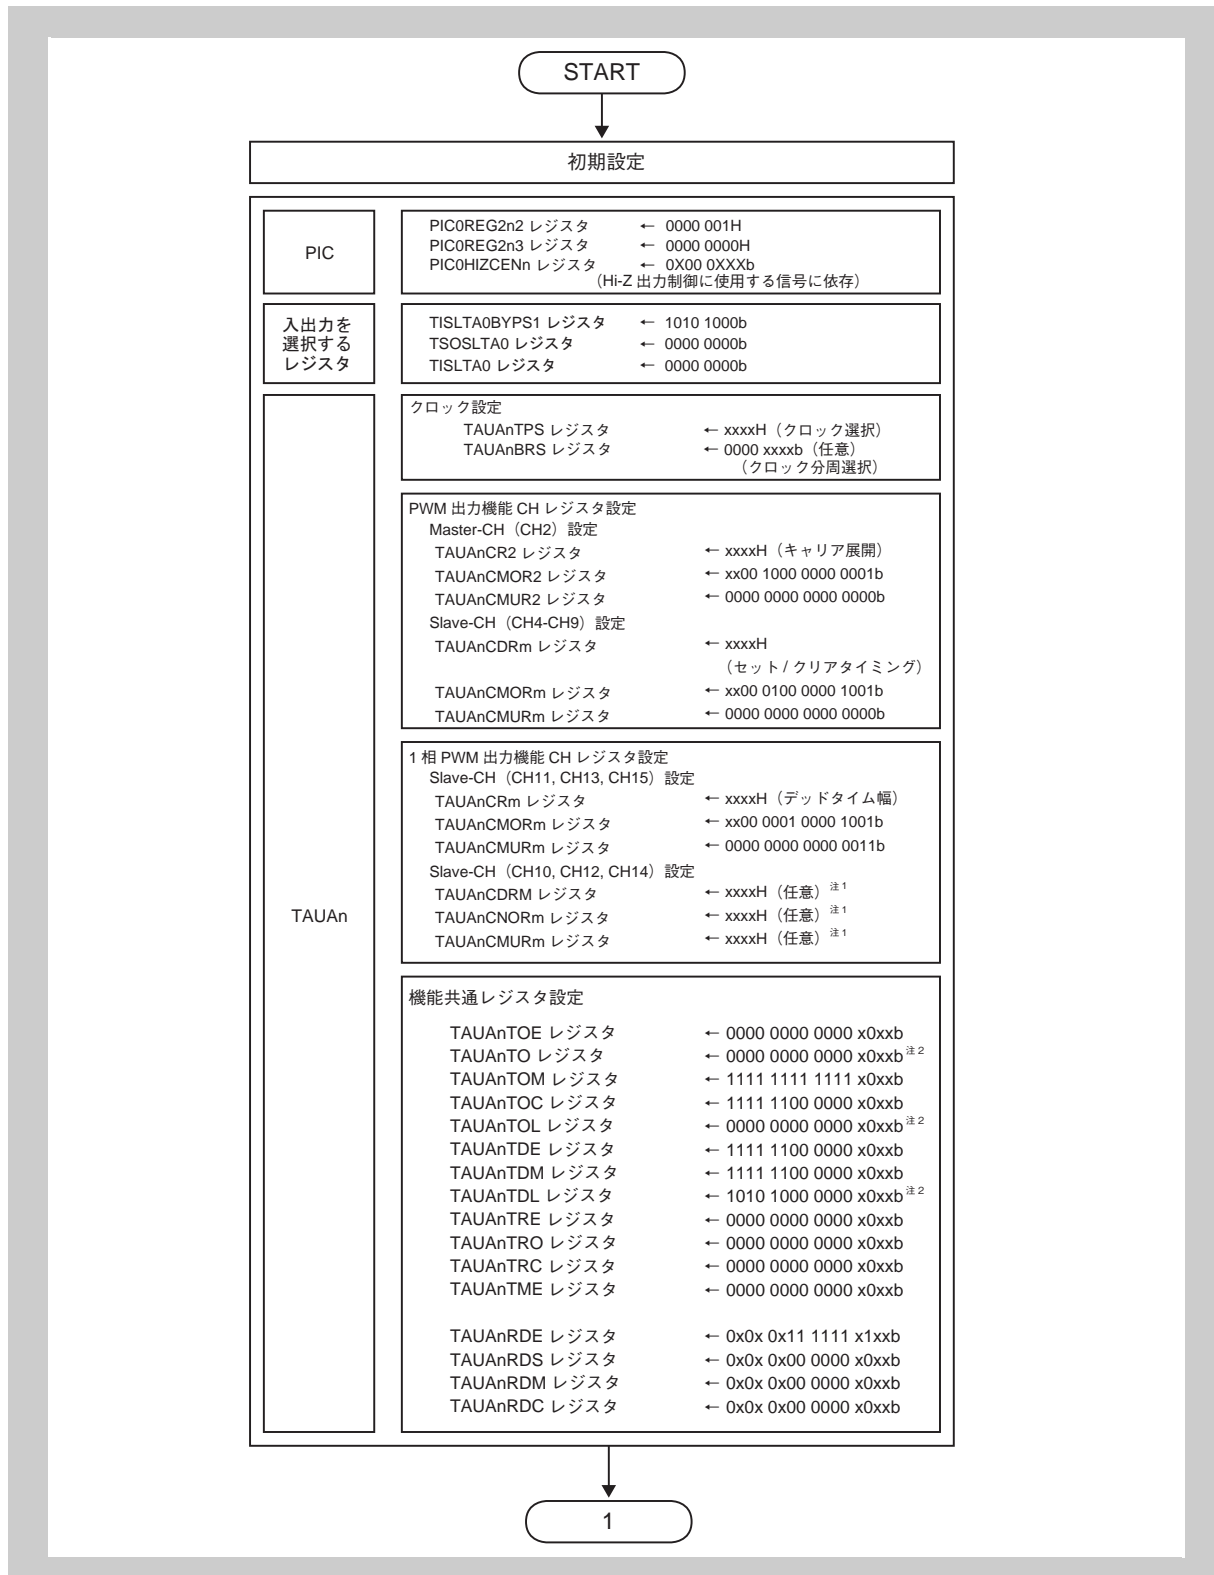 START
初期設定
PIC
PIC0REG2n2 レジスタ ← 0000 001H
PIC0REG2n3 レジスタ ← 0000 0000H
PIC0HIZCENn レジスタ ← 0X00 0XXXb
（Hi-Z 出力制御に使用する信号に依存）
入出力を
選択する
レジスタ
TISLTA0BYPS1 レジスタ ← 1010 1000b
TSOSLTA0 レジスタ ← 0000 0000b
TISLTA0 レジスタ ← 0000 0000b
TAUAn
クロック設定
TAUAnTPS レジスタ ← xxxxH（クロック選択）
TAUAnBRS レジスタ ← 0000 xxxxb（任意）
（クロック分周選択）
PWM 出力機能 CH レジスタ設定
Master-CH（CH2）設定
TAUAnCR2 レジスタ ← xxxxH（キャリア展開）
TAUAnCMOR2 レジスタ ← xx00 1000 0000 0001b
TAUAnCMUR2 レジスタ ← 0000 0000 0000 0000b
Slave-CH（CH4-CH9）設定
TAUAnCDRm レジスタ ← xxxxH
（セット / クリアタイミング）
TAUAnCMORm レジスタ ← xx00 0100 0000 1001b
TAUAnCMURm レジスタ ← 0000 0000 0000 0000b
1 相 PWM 出力機能 CH レジスタ設定
Slave-CH（CH11, CH13, CH15）設定
TAUAnCRm レジスタ ← xxxxH（デッドタイム幅）
TAUAnCMORm レジスタ ← xx00 0001 0000 1001b
TAUAnCMURm レジスタ ← 0000 0000 0000 0011b
Slave-CH（CH10, CH12, CH14）設定
TAUAnCDRM レジスタ ← xxxxH（任意）注 1
TAUAnCNORm レジスタ ← xxxxH（任意）注 1
TAUAnCMURm レジスタ ← xxxxH（任意）注 1
機能共通レジスタ設定
TAUAnTOE レジスタ ← 0000 0000 0000 x0xxb
TAUAnTO レジスタ ← 0000 0000 0000 x0xxb 注 2
TAUAnTOM レジスタ ← 1111 1111 1111 x0xxb
TAUAnTOC レジスタ ← 1111 1100 0000 x0xxb
TAUAnTOL レジスタ ← 0000 0000 0000 x0xxb 注 2
TAUAnTDE レジスタ ← 1111 1100 0000 x0xxb
TAUAnTDM レジスタ ← 1111 1100 0000 x0xxb
TAUAnTDL レジスタ ← 1010 1000 0000 x0xxb 注 2
TAUAnTRE レジスタ ← 0000 0000 0000 x0xxb
TAUAnTRO レジスタ ← 0000 0000 0000 x0xxb
TAUAnTRC レジスタ ← 0000 0000 0000 x0xxb
TAUAnTME レジスタ ← 0000 0000 0000 x0xxb
TAUAnRDE レジスタ ← 0x0x 0x11 1111 x1xxb
TAUAnRDS レジスタ ← 0x0x 0x00 0000 x0xxb
TAUAnRDM レジスタ ← 0x0x 0x00 0000 x0xxb
TAUAnRDC レジスタ ← 0x0x 0x00 0000 x0xxb
1